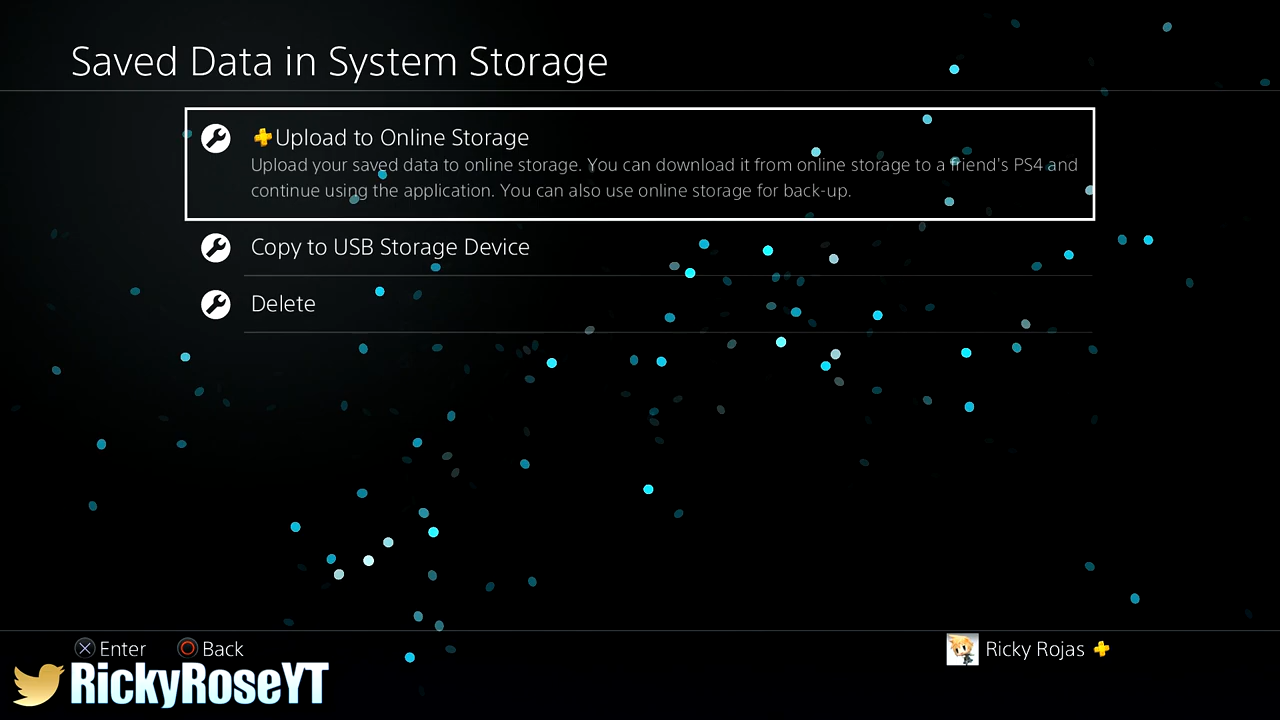 Saved Data in System Storage
Upload to Online Storage
Upload your saved data to online storage. You can download it from online storage to a friend's PS4 and
continue using the application. You can also use online storage for back-up.
Copy to USB Storage Device
Delete
Enter Back Ricky Rojas
RickyRoseYT